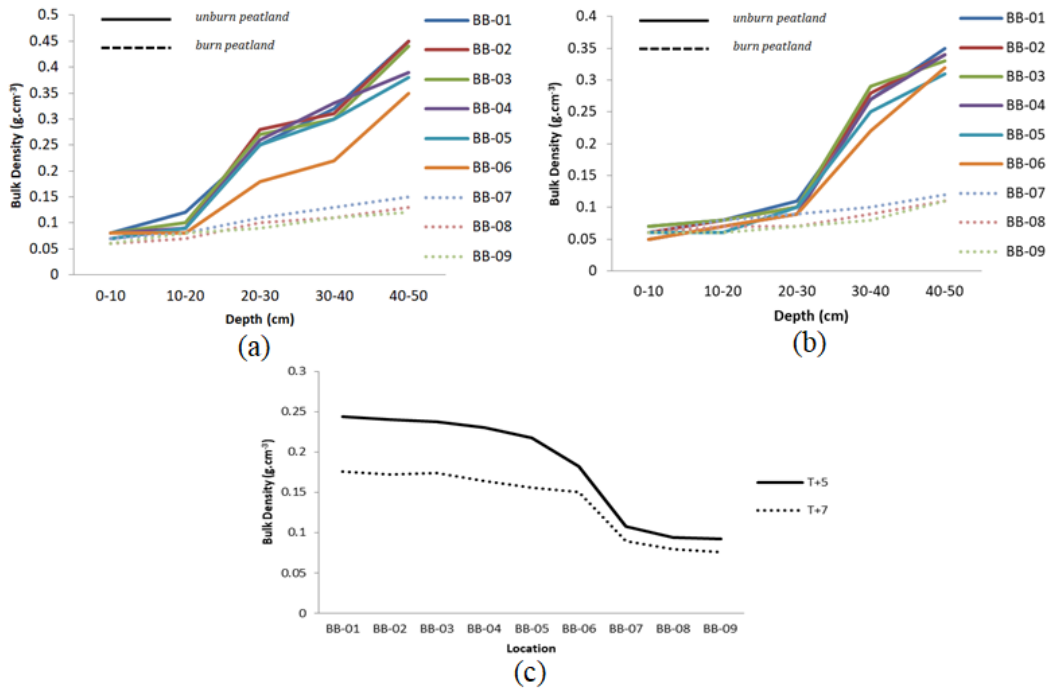 unburn peatland
burn peatland
0.5
0.45
0.4
0.35
0.3
0.25
0.2
0.15
0.1
0.05
0
Bulk Density (g.cm-3)
0-10 10-20 20-30 30-40 40-50
Depth (cm)
BB-01
BB-02
BB-03
BB-04
BB-05
BB-06
BB-07
BB-08
BB-09
(a)
unburn peatland
burn peatland
0.4
0.35
0.3
0.25
0.2
0.15
0.1
0.05
0
Bulk Density (g.cm-3)
0-10 10-20 20-30 30-40 40-50
Depth (cm)
BB-01
BB-02
BB-03
BB-04
BB-05
BB-06
BB-07
BB-08
BB-09
(b)
0.3
0.25
0.2
0.15
0.1
0.05
0
Bulk Density (g.cm-3)
BB-01 BB-02 BB-03 BB-04 BB-05 BB-06 BB-07 BB-08 BB-09
Location
T+5
T+7
(c)